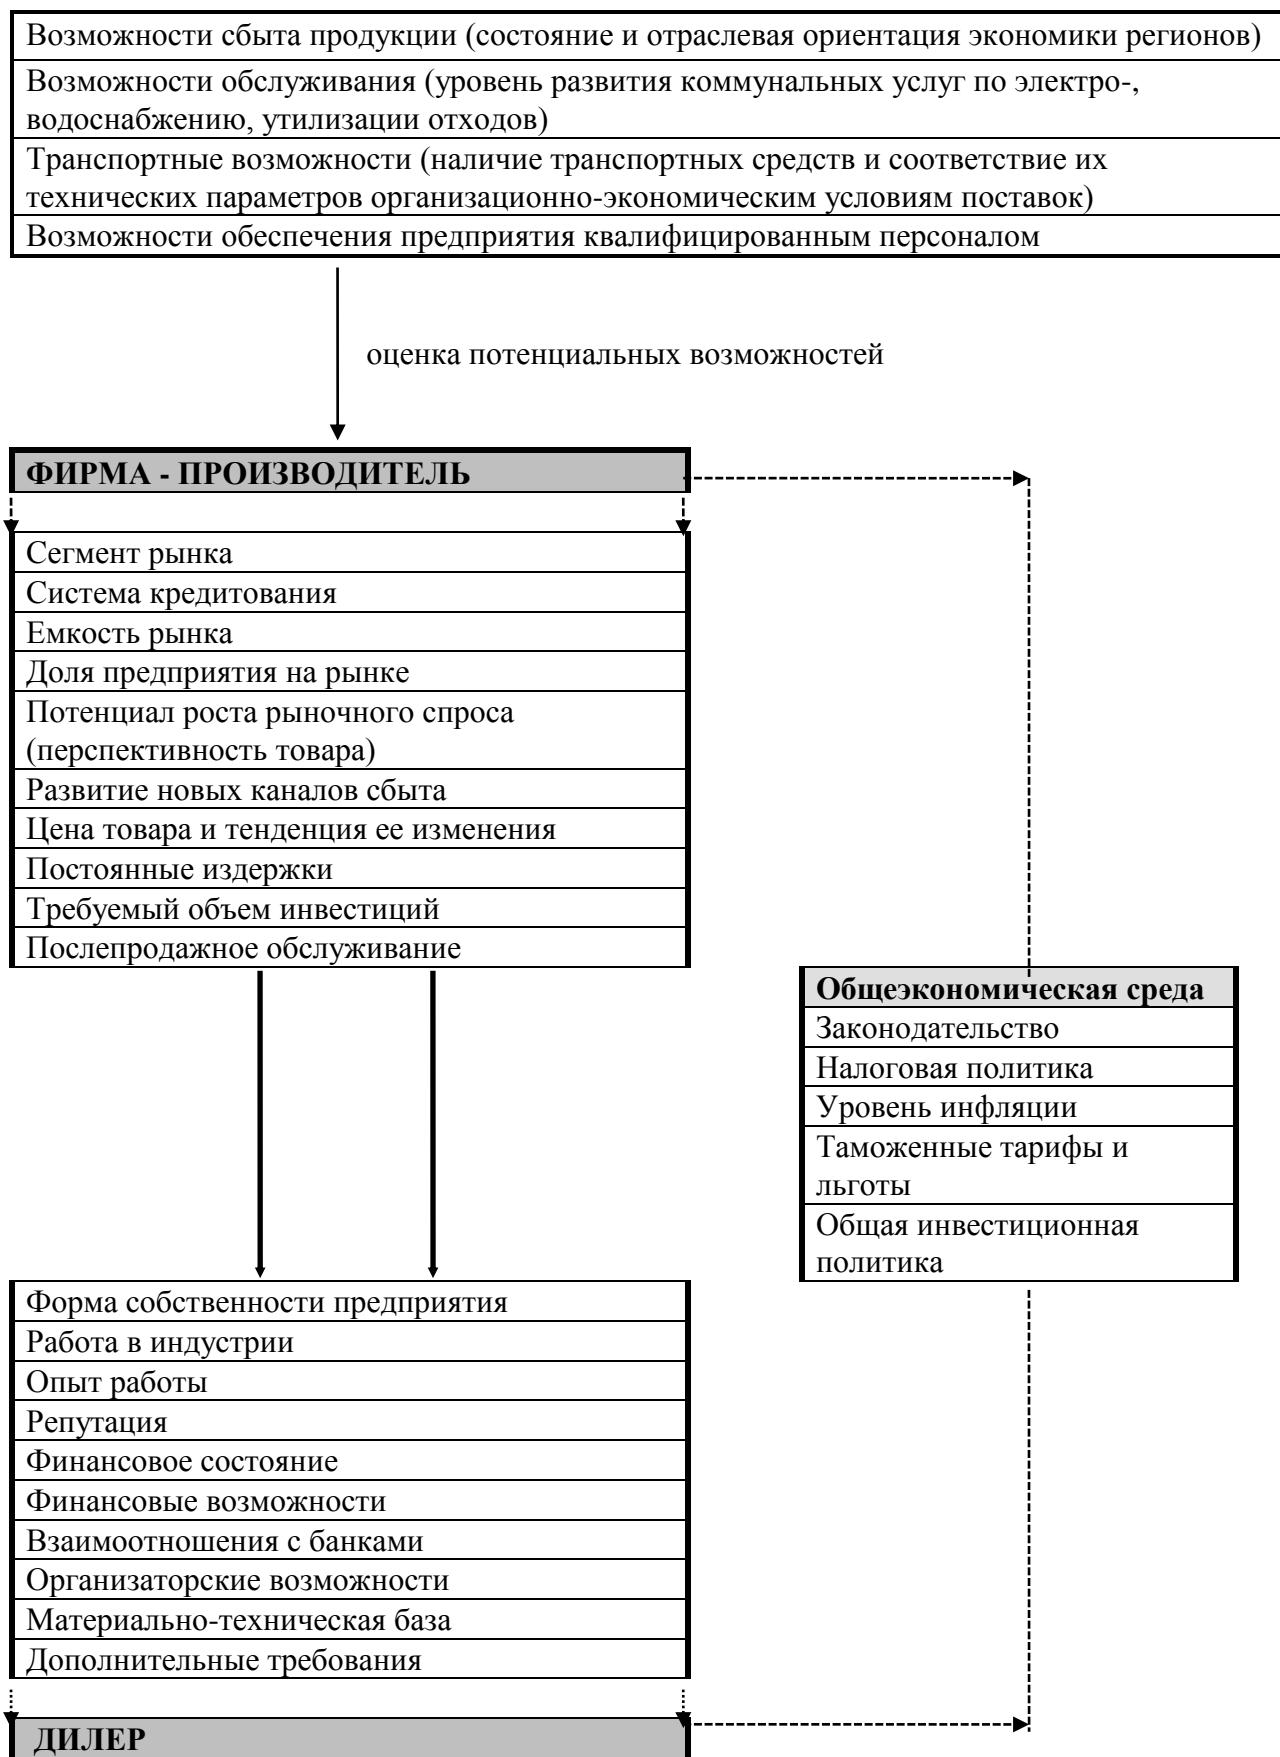 Возможности сбыта продукции (состояние и отраслевая ориентация экономики регионов)
Возможности обслуживания (уровень развития коммунальных услуг по электро-,
водоснабжению, утилизации отходов)
Транспортные возможности (наличие транспортных средств и соответствие их
технических параметров организационно-экономическим условиям поставок)
Возможности обеспечения предприятия квалифицированным персоналом
оценка потенциальных возможностей
ФИРМА - ПРОИЗВОДИТЕЛЬ
Сегмент рынка
Система кредитования
Емкость рынка
Доля предприятия на рынке
Потенциал роста рыночного спроса
(перспективность товара)
Развитие новых каналов сбыта
Цена товара и тенденция ее изменения
Постоянные издержки
Требуемый объем инвестиций
Послепродажное обслуживание
Общеэкономическая среда
Законодательство
Налоговая политика
Уровень инфляции
Таможенные тарифы и
льготы
Общая инвестиционная
политика
Форма собственности предприятия
Работа в индустрии
Опыт работы
Репутация
Финансовое состояние
Финансовые возможности
Взаимоотношения с банками
Организаторские возможности
Материально-техническая база
Дополнительные требования
ДИЛЕР